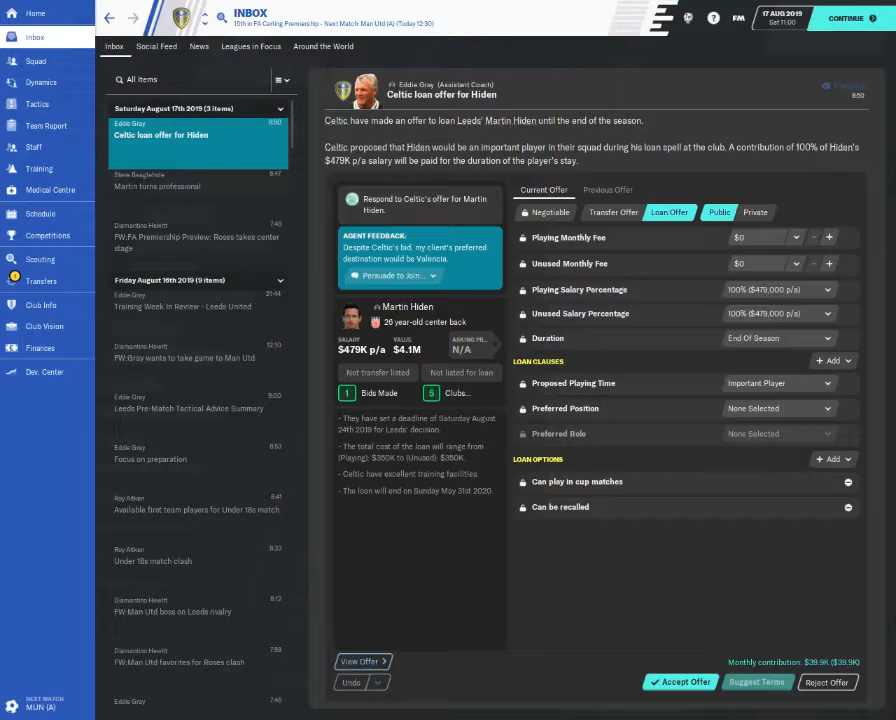 Home
Inbox
Squad
Dynamics
Tactics
Team Report
Staff
Training
Medical Centre
Schedule
Competitions
Scouting
1
Transfers
Club Info
Club Vision
Finances
Dev. Center
NEXT MATCH
MUN (A)
INBOX
15th in FA Carling Premiership - Next Match: Man Utd (A) (Today 12:30)
FM
17 AUG 2019
Sat 11:00
CONTINUE
Inbox
Social Feed
News
Leagues in Focus
Around the World
All Items
Saturday August 17th 2019 (3 items)
Eddie Gray
8:50
Celtic loan offer for Hiden
Steve Beaglehole
8:47
Martin turns professional
Diamantino Hewitt
7:49
FW:FA Premiership Preview: Roses takes center
stage
Friday August 16th 2019 (9 items)
Eddie Gray
21:44
Training Week In Review - Leeds United
Diamantino Hewitt
12:10
FW:Gray wants to take game to Man Utd
Eddie Gray
9:00
Leeds Pre-Match Tactical Advice Summary
Eddie Gray
8:53
Focus on preparation
Roy Aitken
8:41
Available first team players for Under 18s match
Roy Aitken
8:33
Under 18s match clash
Diamantino Hewitt
8:12
FW:Man Utd boss on Leeds rivalry
Diamantino Hewitt
7:59
FW:Man Utd favorites for Roses clash
Eddie Gray
7:46
Eddie Gray (Assistant Coach)
Celtic loan offer for Hiden
8:50
Celtic have made an offer to loan Leeds' Martin Hiden until the end of the season.
Celtic proposed that Hiden would be an important player in their squad during his loan spell at the club. A contribution of 100% of Hiden's
$479K p/a salary will be paid for the duration of the player's stay.
Respond to Celtic's offer for Martin
Hiden.
AGENT FEEDBACK:
Despite Celtic's bid, my client's preferred
destination would be Valencia.
Persuade to Join...
Martin Hiden
26 year-old center back
SALARY
$479K p/a
VALUE
$4.1M
ASKING PR...
N/A
Not transfer listed
Not listed for loan
1 Bids Made
5 Clubs...
- They have set a deadline of Saturday August
24th 2019 for Leeds' decision.
- The total cost of the loan will range from
(Playing): $350K to (Unused): $350K.
- Celtic have excellent training facilities.
- The loan will end on Sunday May 31st 2020.
Current Offer
Previous Offer
Negotiable
Transfer Offer
Loan Offer
Public
Private
Playing Monthly Fee
$0
Unused Monthly Fee
$0
Playing Salary Percentage
100% ($479,000 p/a)
Unused Salary Percentage
100% ($479,000 p/a)
Duration
End Of Season
LOAN CLAUSES
+ Add
Proposed Playing Time
Important Player
Preferred Position
None Selected
Preferred Role
None Selected
LOAN OPTIONS
+ Add
Can play in cup matches
Can be recalled
View Offer
Undo
Monthly contribution: $39.9K ($39.9K)
Accept Offer
Suggest Terms
Reject Offer